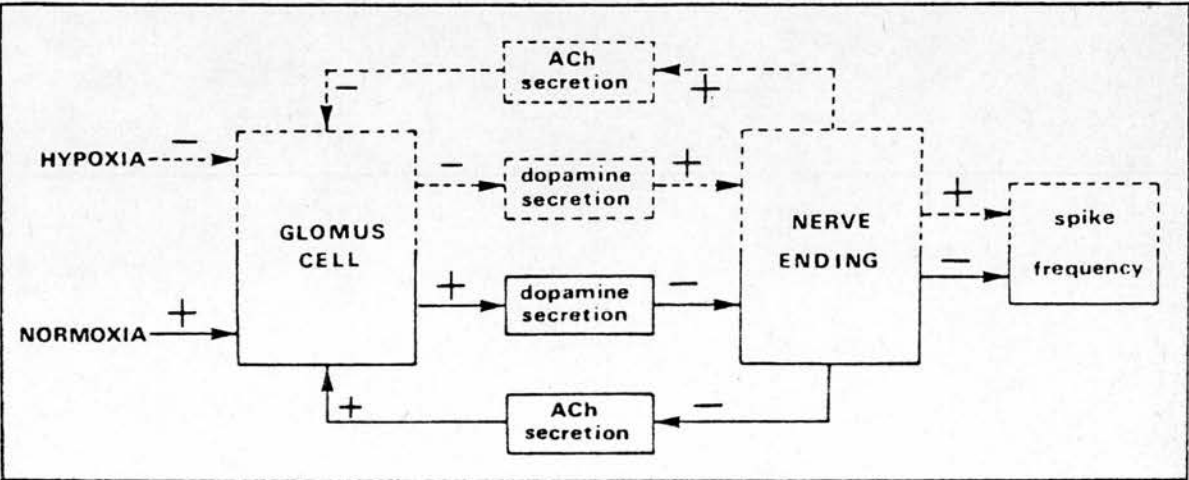 ACh
secretion
−
+
HYPOXIA
−
−
dopamine
secretion
+
+
GLOMUS
CELL
NERVE
ENDING
spike
frequency
NORMOXIA
+
+
dopamine
secretion
−
−
+
ACh
secretion
−